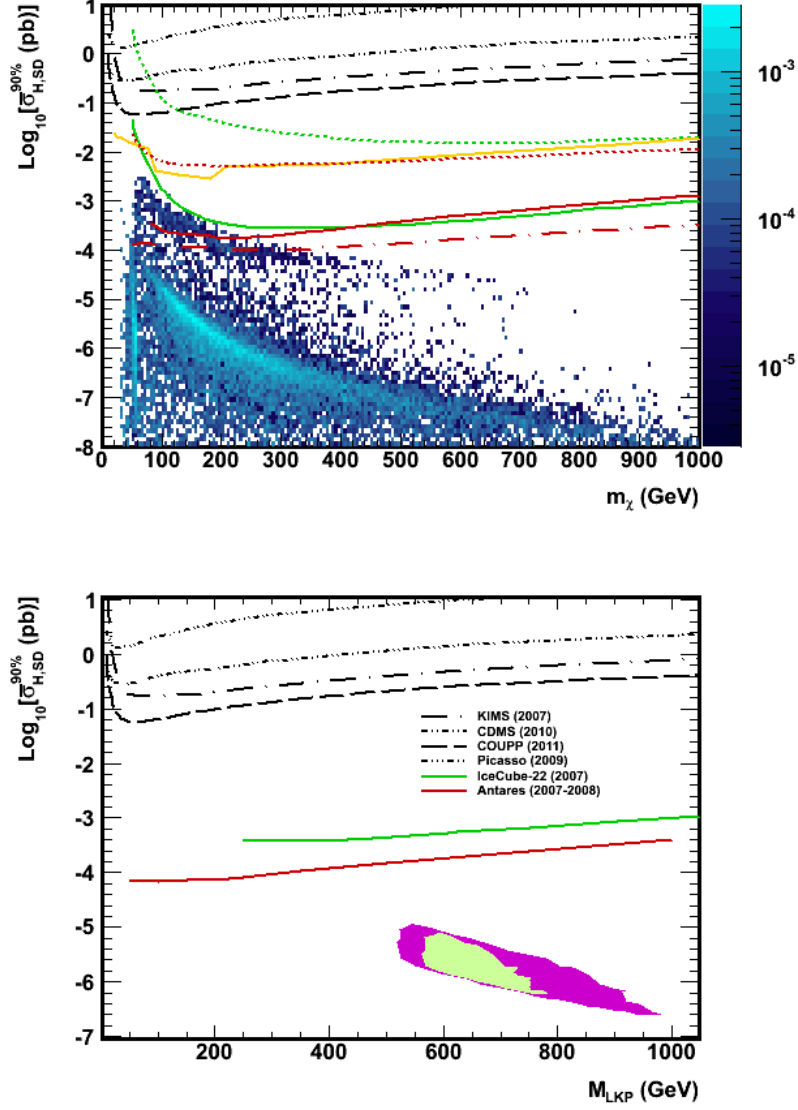 Log10[σ̅H,SD90% (pb)]
1
0
-1
-2
-3
-4
-5
-6
-7
-8
0 100 200 300 400 500 600 700 800 900 1000
mχ (GeV)
10-3
10-4
10-5
Log10[σ̅H,SD90% (pb)]
1
0
-1
-2
-3
-4
-5
-6
-7
KIMS (2007)
CDMS (2010)
COUPP (2011)
Picasso (2009)
IceCube-22 (2007)
Antares (2007-2008)
200 400 600 800 1000
MLKP (GeV)